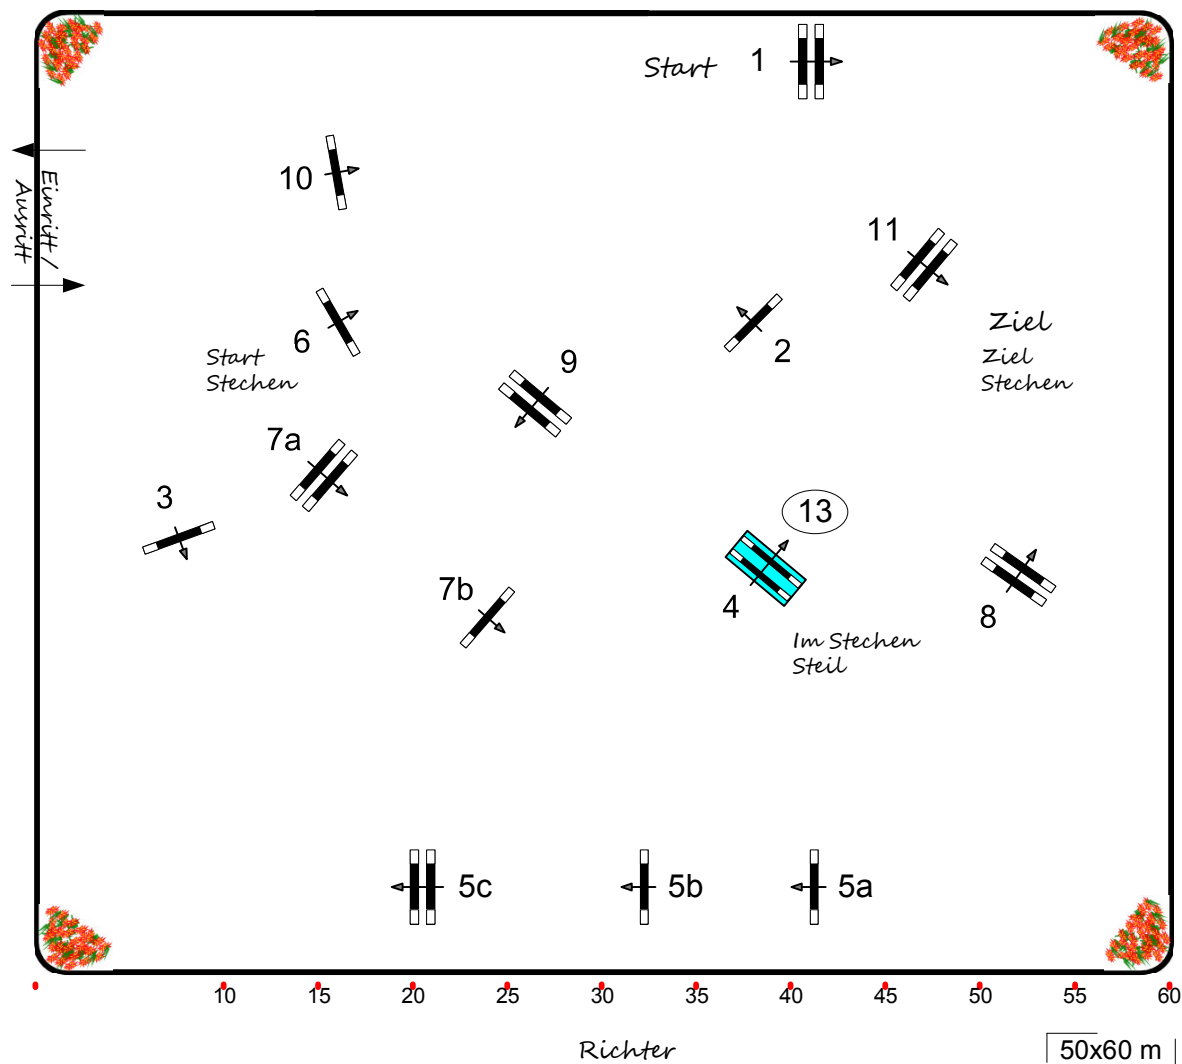 Start 1
10
Einritt /
Ausritt
11
6
2
Ziel
Start
Stechen
9
Ziel
Stechen
7a
3
13
7b
4
8
Im Stechen
Steil
5c
5b
5a
10 15 20 25 30 35 40 45 50 55 60
Richter
50x60 m